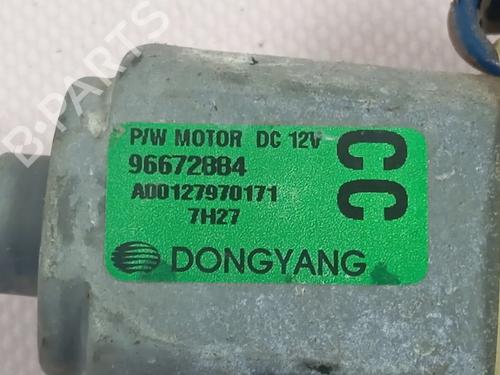 P/W MOTOR DC 12V
96672884
A00127970171
7H27
DONGYANG
CC
B-PARTS